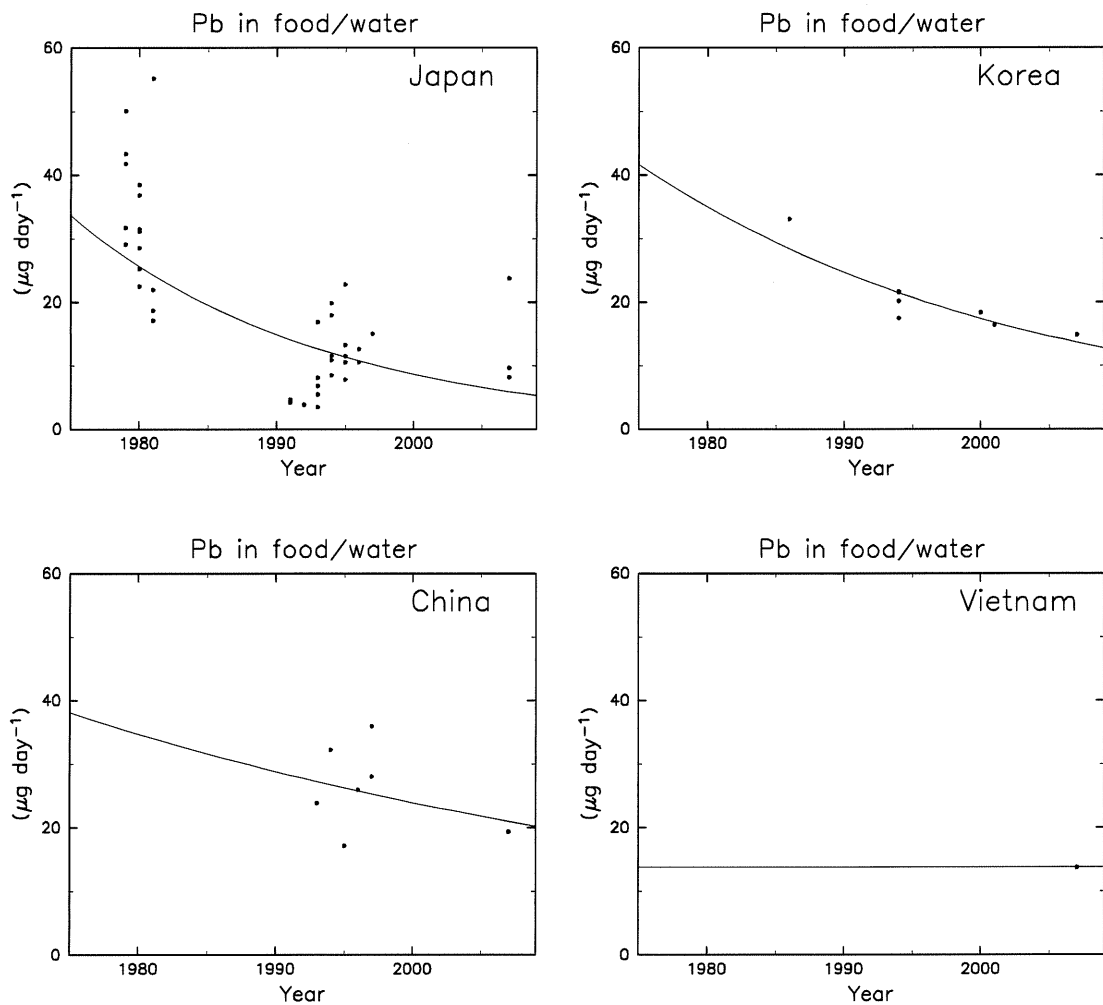 Pb in food/water
Japan
60
40
20
0
(μg day⁻¹)
1980 1990 2000
Year
Pb in food/water
Korea
60
40
20
0
(μg day⁻¹)
1980 1990 2000
Year
Pb in food/water
China
60
40
20
0
(μg day⁻¹)
1980 1990 2000
Year
Pb in food/water
Vietnam
60
40
20
0
(μg day⁻¹)
1980 1990 2000
Year